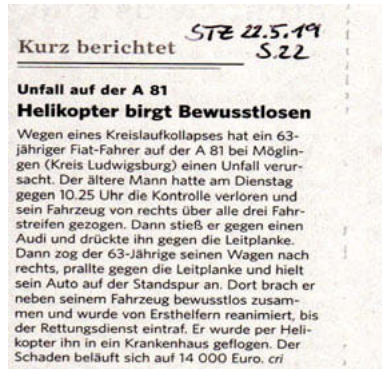 STZ 22.5.19
Kurz berichtet
S.22
Unfall auf der A 81
Helikopter birgt Bewusstlosen
Wegen eines Kreislaufkollapses hat ein 63-
jähriger Fiat-Fahrer auf der A 81 bei Möglin-
gen (Kreis Ludwigsburg) einen Unfall verur-
sacht. Der ältere Mann hatte am Dienstag
gegen 10.25 Uhr die Kontrolle verloren und
sein Fahrzeug von rechts über alle drei Fahr-
streifen gezogen. Dann stieß er gegen einen
Audi und drückte ihn gegen die Leitplanke.
Dann zog der 63-Jährige seinen Wagen nach
rechts, prallte gegen die Leitplanke und hielt
sein Auto auf der Standspur an. Dort brach er
neben seinem Fahrzeug bewusstlos zusam-
men und wurde von Ersthelfern reanimiert, bis
der Rettungsdienst eintraf. Er wurde per Heli-
kopter ihn in ein Krankenhaus geflogen. Der
Schaden beläuft sich auf 14 000 Euro. cri